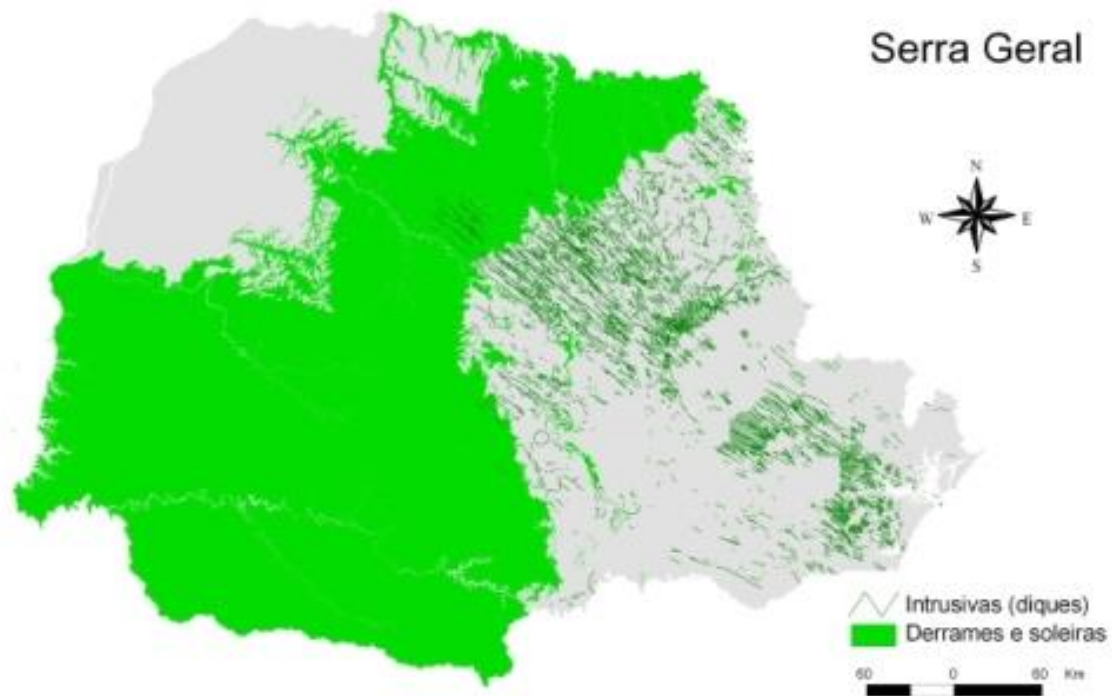 Serra Geral
N
W E
S
Intrusivas (diques)
Derrames e soleiras
60 0 60 Km